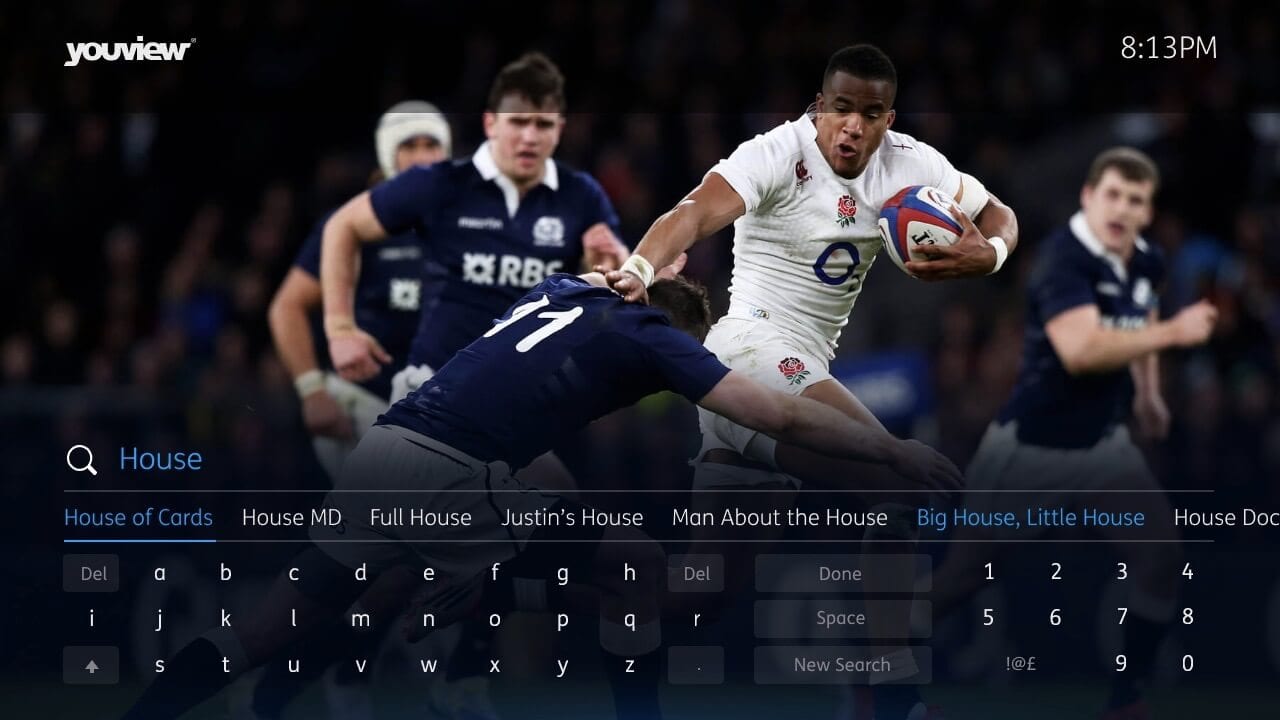 youview
8:13PM
RBS
11
House
House of Cards House MD Full House Justin’s House Man About the House Big House, Little House House Doc
Del a b c d e f g h Del Done 1 2 3 4
i j k l m n o p q r Space 5 6 7 8
s t u v w x y z . New Search !@£ 9 0